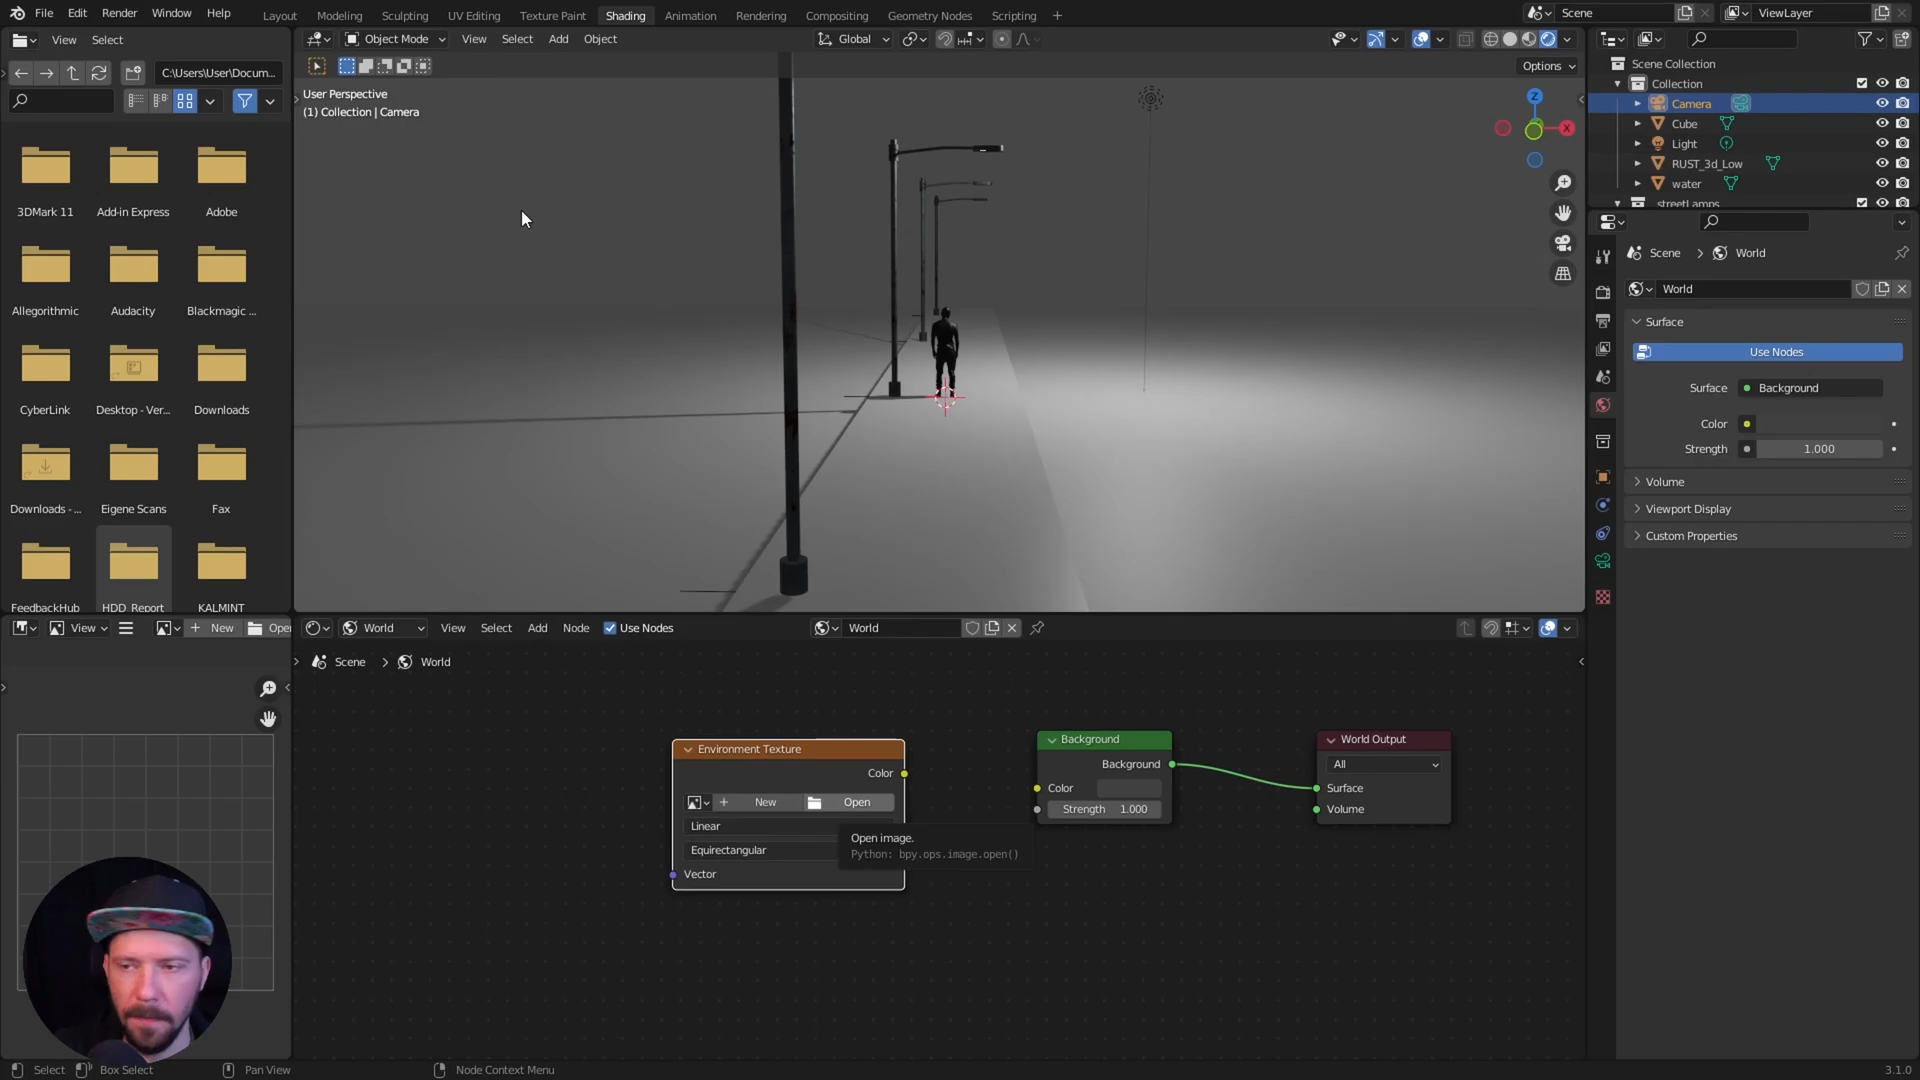 File Edit Render Window Help Layout Modeling Sculpting UV Editing Texture Paint Shading Animation Rendering Compositing Geometry Nodes Scripting Scene ViewLayer
View Select
Object Mode View Select Add Object Global
C:\Users\User\Docum...
Options
3DMark 11 Add-in Express Adobe
Allegorithmic Audacity Blackmagic ...
CyberLink Desktop - Ver... Downloads
Downloads - ... Eigene Scans Fax
FeedbackHub HDD_Report KALMINT
User Perspective
(1) Collection | Camera
Z
X
Scene Collection
Collection
Camera
Cube
Light
RUST_3d_Low
water
streetLamps
Scene > World
World
Surface
Use Nodes
Surface Background
Color
Strength 1.000
Volume
Viewport Display
Custom Properties
View New Ope
World View Select Add Node Use Nodes World
Scene > World
Environment Texture
Color
New Open
Linear
Equirectangular
Vector
Open image.
Python: bpy.ops.image.open()
Background
Background
Color
Strength 1.000
World Output
All
Surface
Volume
Select Box Select Pan View Node Context Menu 3.1.0